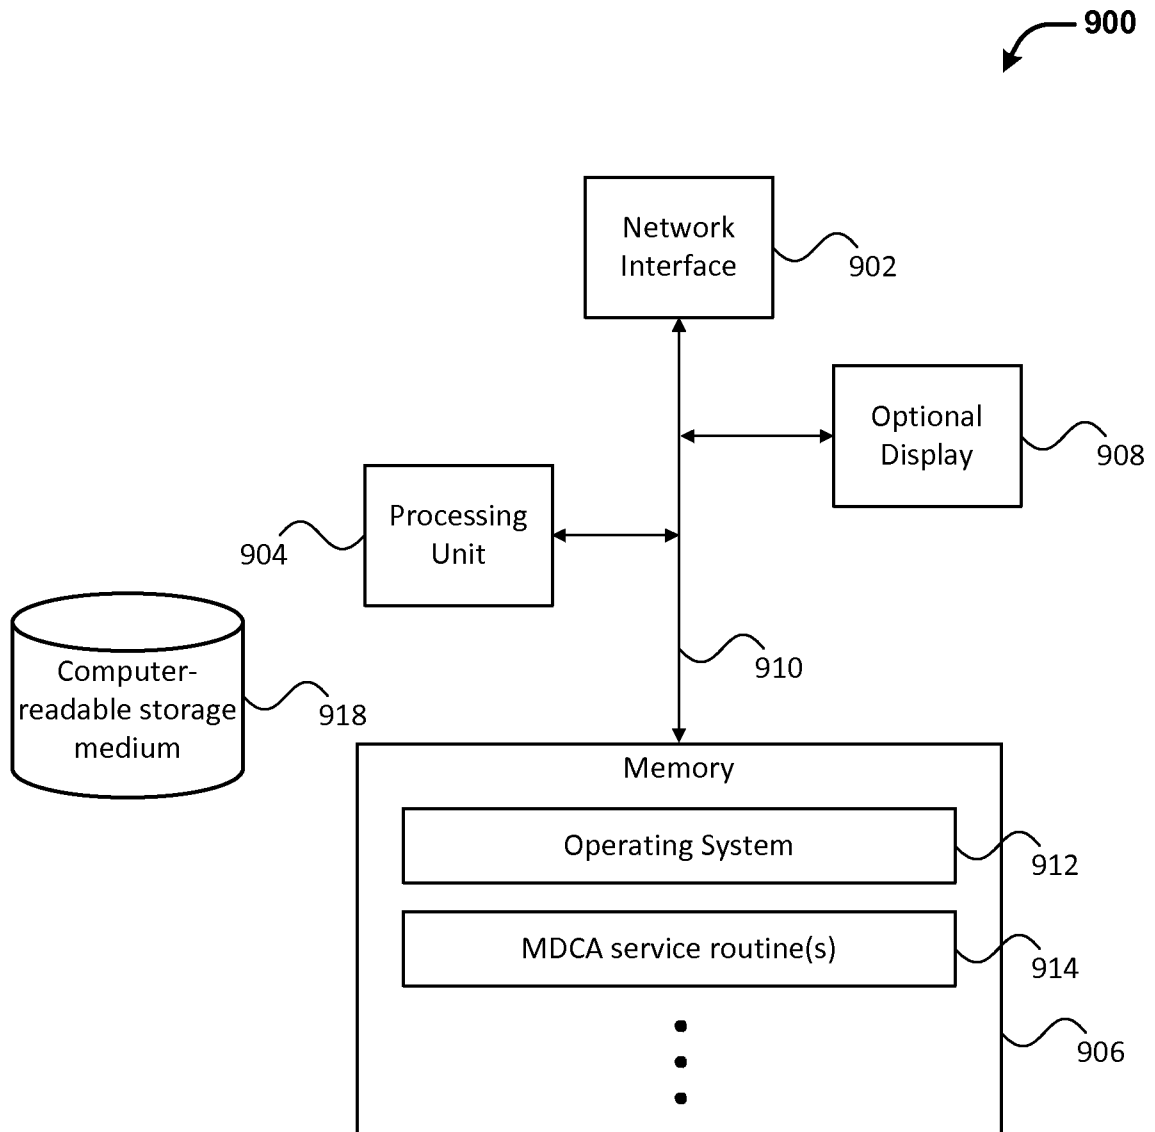 900
Network
Interface
902
Optional
Display
908
Processing
Unit
904
910
Computer-
readable storage
medium
918
Memory
Operating System
912
MDCA service routine(s)
914
906